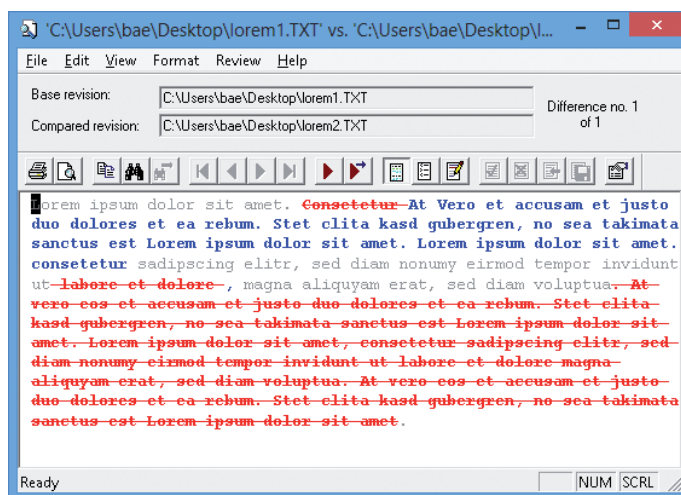 'C:\Users\bae\Desktop\lorem1.TXT' vs. 'C:\Users\bae\Desktop\l...
File Edit View Format Review Help
Base revision: C:\Users\bae\Desktop\lorem1.TXT
Compared revision: C:\Users\bae\Desktop\lorem2.TXT
Difference no. 1
of 1
Lorem ipsum dolor sit amet. Consetetur At Vero et accusam et justo
duo dolores et ea rebum. Stet clita kasd gubergren, no sea takimata
sanctus est Lorem ipsum dolor sit amet. Lorem ipsum dolor sit amet.
consetetur sadipscing elitr, sed diam nonumy eirmod tempor invidunt
ut labore et dolore , magna aliquyam erat, sed diam voluptua. At
vero eos et accusam et justo duo dolores et ea rebum. Stet clita
kasd gubergren, no sea takimata sanctus est Lorem ipsum dolor sit
amet. Lorem ipsum dolor sit amet, consetetur sadipscing elitr, sed
diam nonumy eirmod tempor invidunt ut labore et dolore magna
aliquyam erat, sed diam voluptua. At vero eos et accusam et justo
duo dolores et ea rebum. Stet clita kasd gubergren, no sea takimata
sanctus est Lorem ipsum dolor sit amet.
Ready NUM SCRL